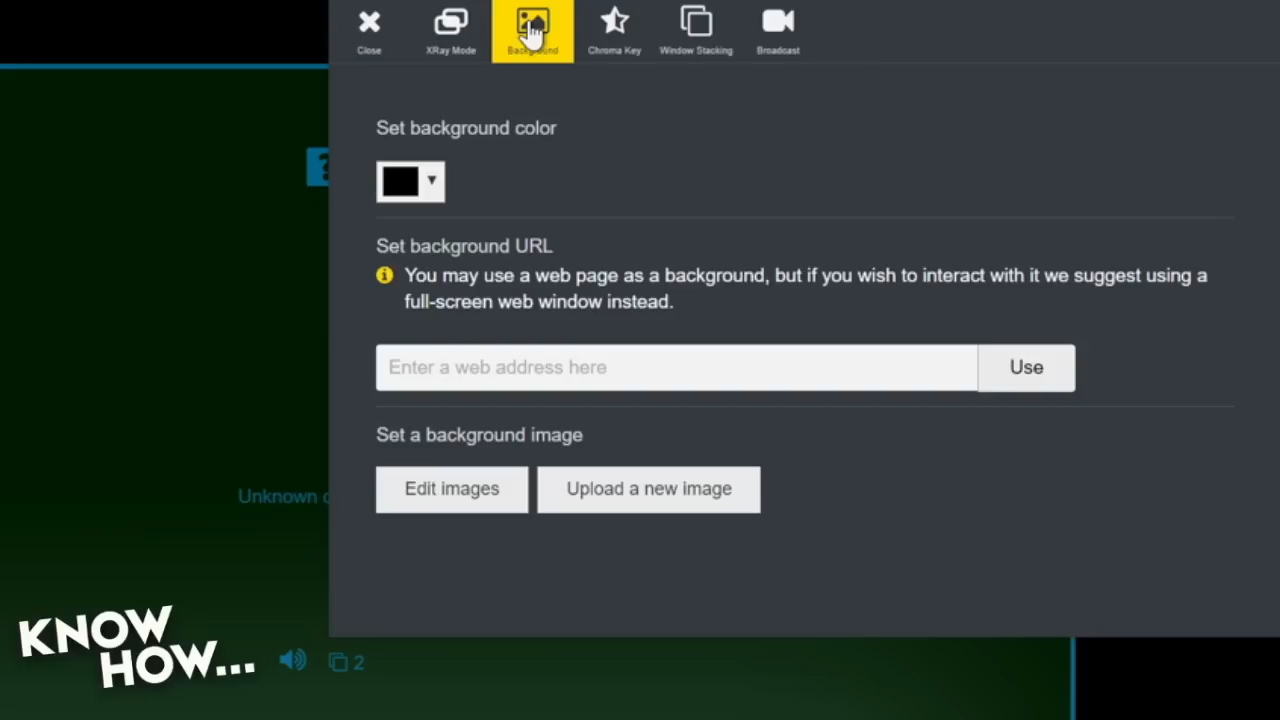 Close
XRay Mode
Background
Chroma Key
Window Stacking
Broadcast
Set background color
Set background URL
You may use a web page as a background, but if you wish to interact with it we suggest using a
full-screen web window instead.
Enter a web address here
Use
Set a background image
Edit images
Upload a new image
Unknown
KNOW
HOW...
2